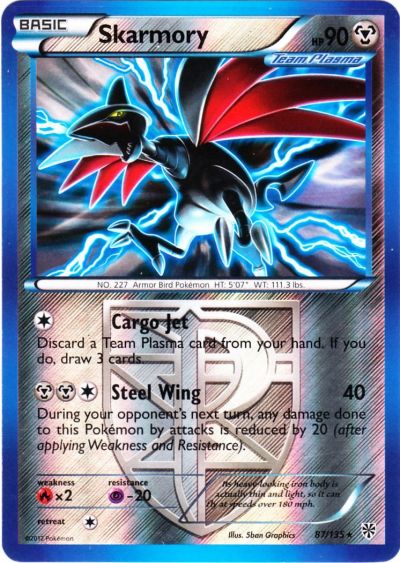 BASIC
Skarmory
HP 90
Team Plasma
NO. 227 Armor Bird Pokémon HT: 5'07" WT: 111.3 lbs.
Cargo Jet
Discard a Team Plasma card from your hand. If you
do, draw 3 cards.
Steel Wing 40
During your opponent's next turn, any damage done
to this Pokémon by attacks is reduced by 20 (after
applying Weakness and Resistance).
weakness resistance
×2 -20
Its heavy-looking iron body is
actually thin and light, so it can
fly at speeds over 180 mph.
retreat
Illus. 5ban Graphics 87/135 ★
©2012 Pokémon